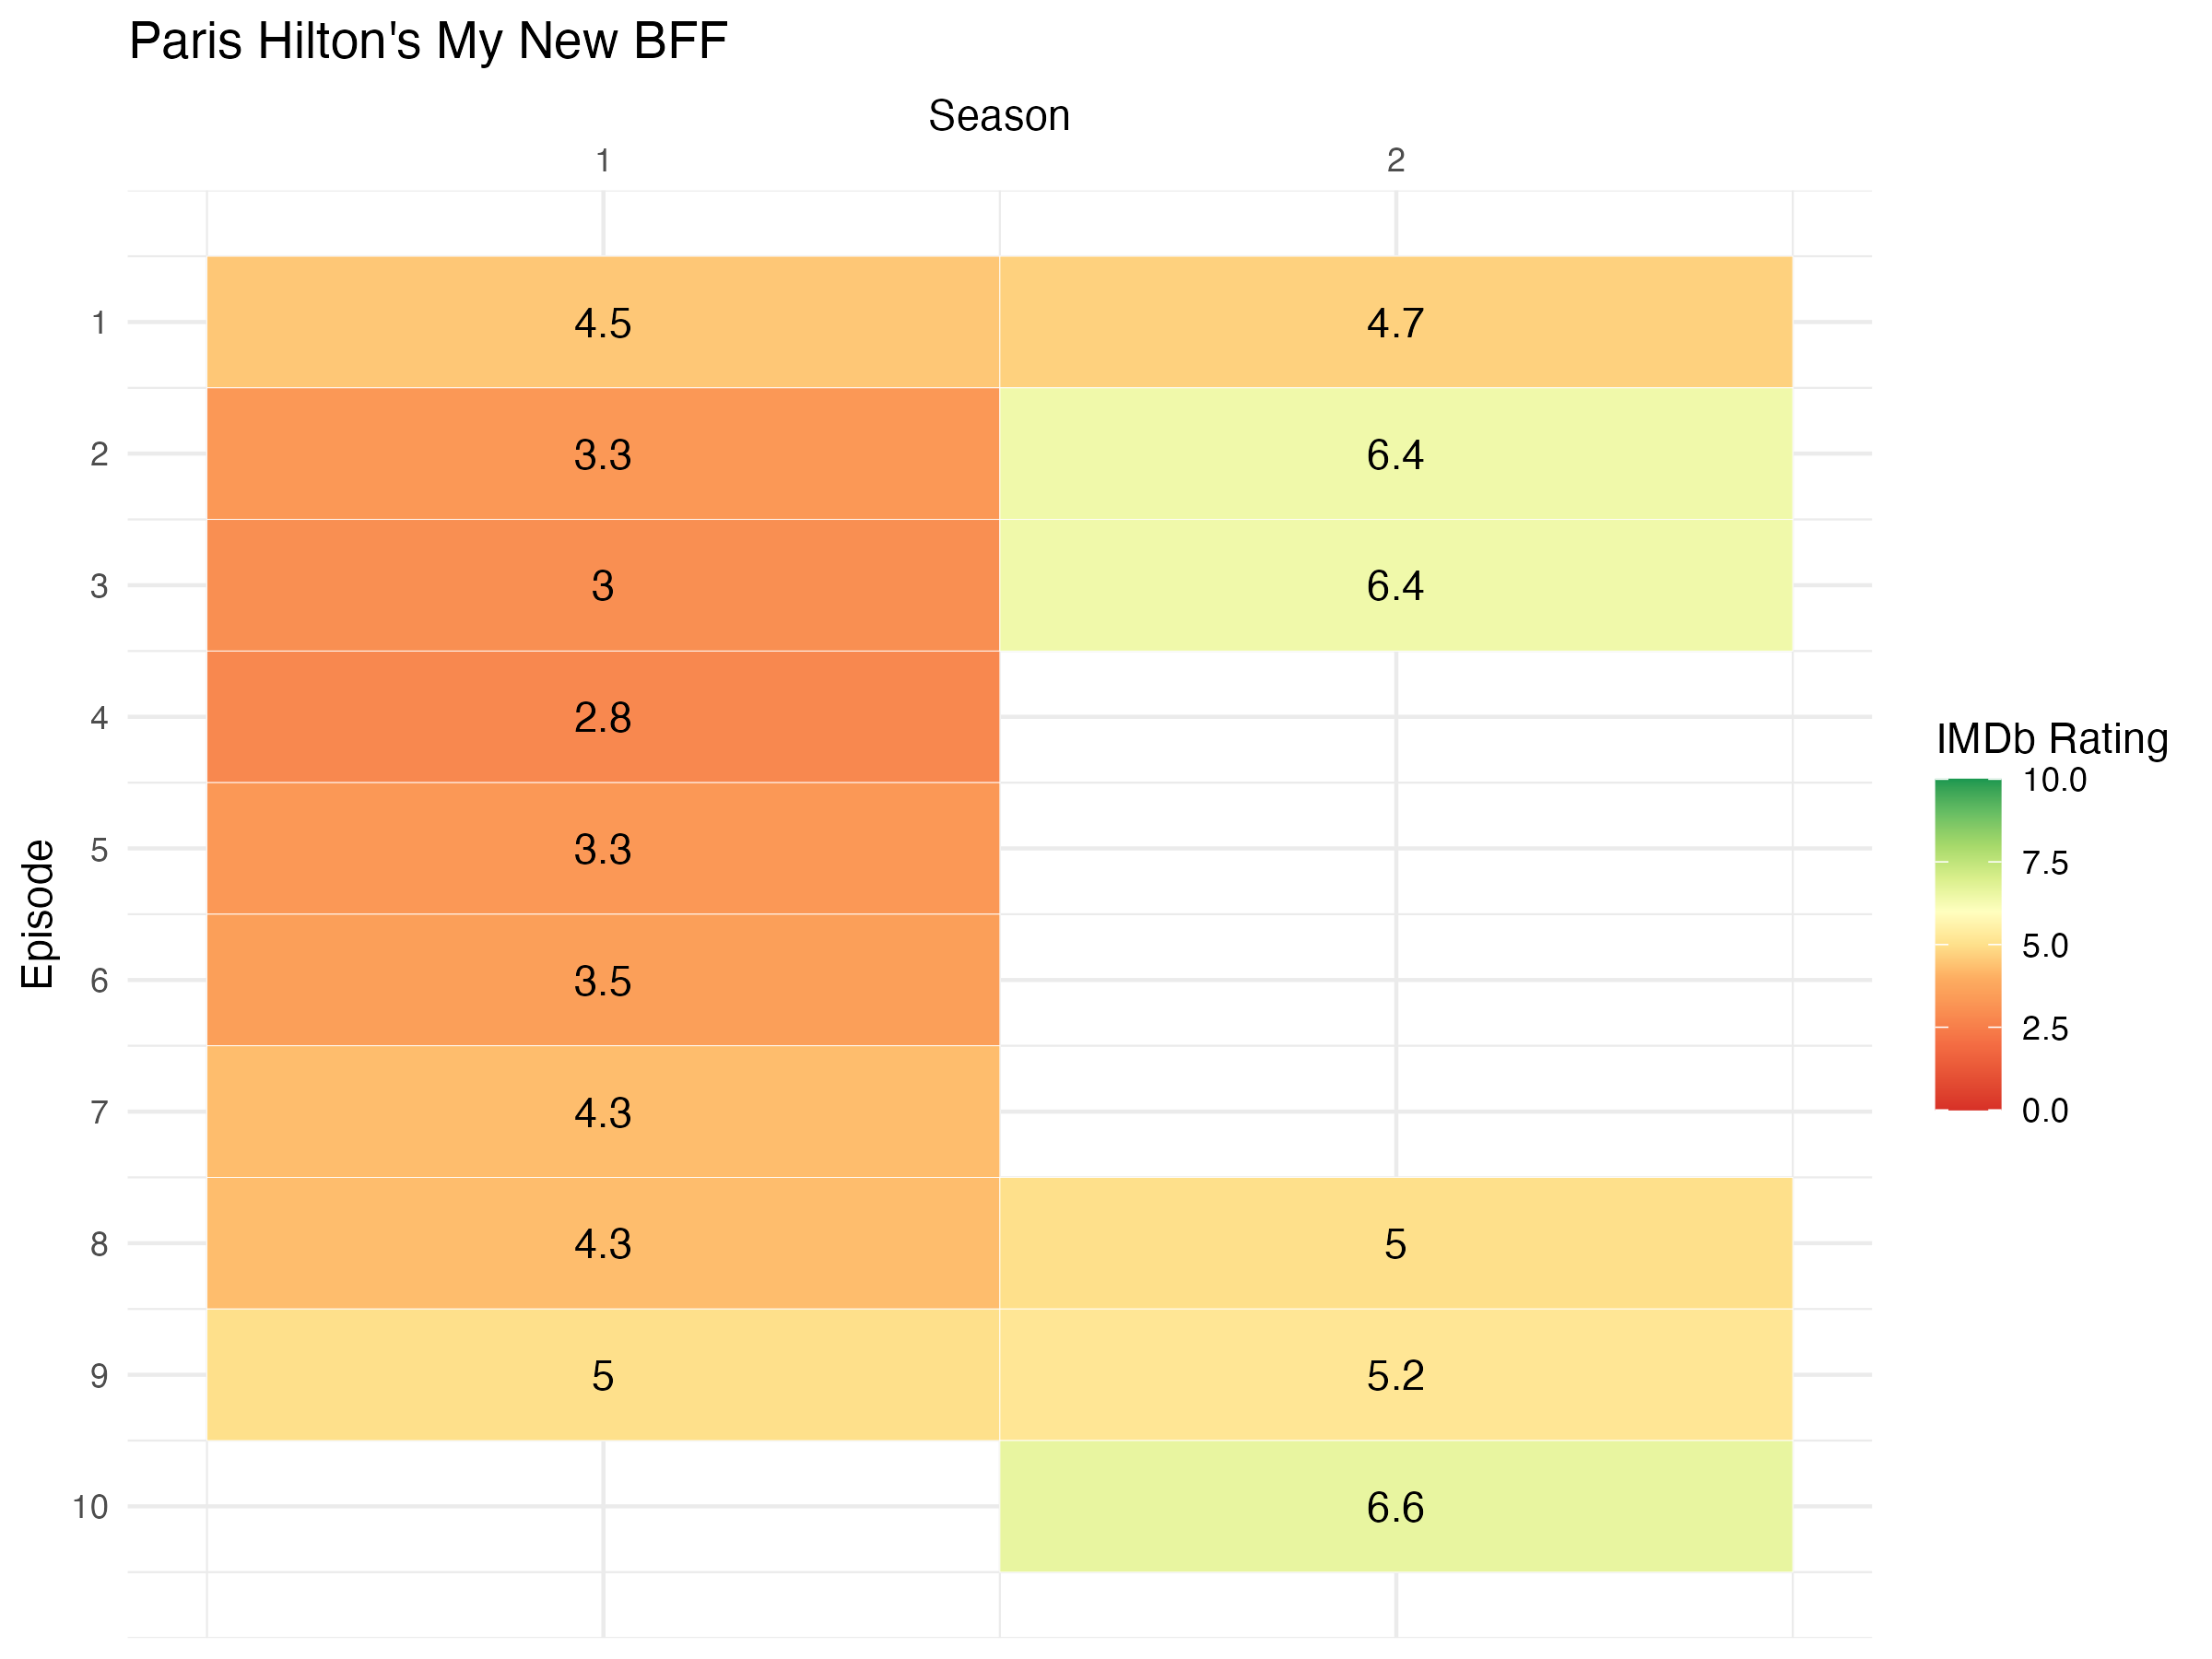 Paris Hilton's My New BFF
Season
1 2
1 4.5 4.7
2 3.3 6.4
3 3 6.4
4 2.8
5 3.3
6 3.5
7 4.3
8 4.3 5
9 5 5.2
10 6.6
Episode
IMDb Rating
10.0
7.5
5.0
2.5
0.0